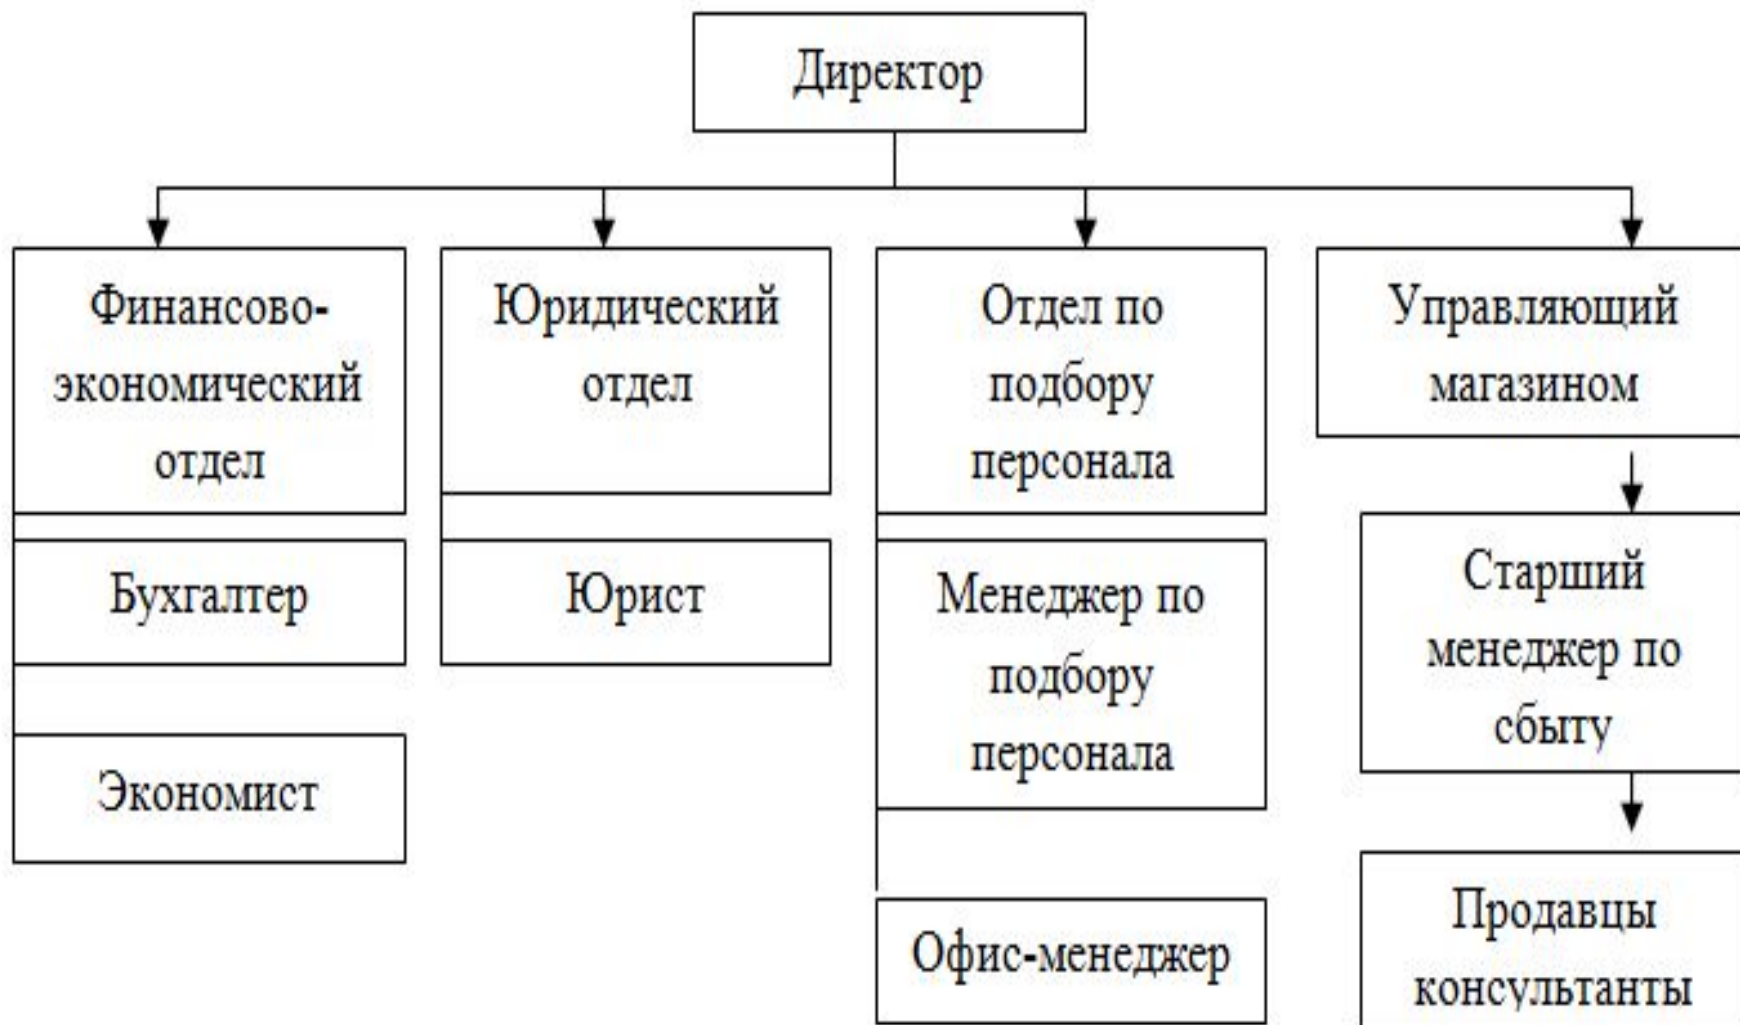 Директор
Финансово-
экономический
отдел
Юридический
отдел
Отдел по
подбору
персонала
Управляющий
магазином
Бухгалтер
Юрист
Менеджер по
подбору
персонала
Старший
менеджер по
сбыту
Экономист
Офис-менеджер
Продавцы
консультанты